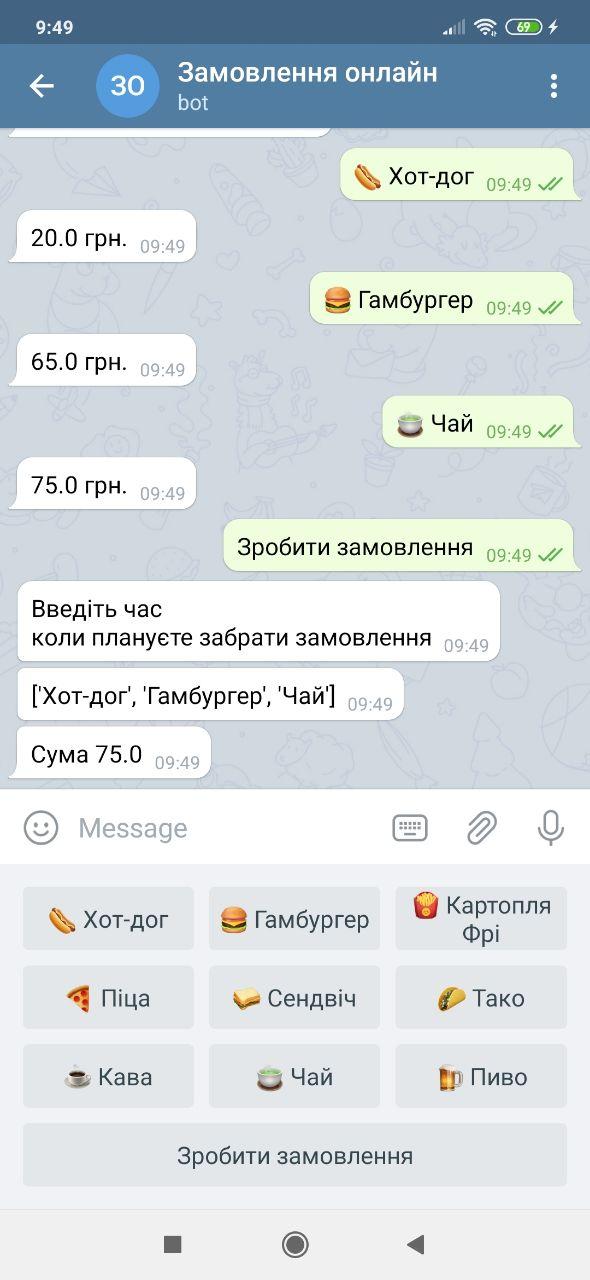 9:49
69
ЗО
Замовлення онлайн
bot
Хот-дог 09:49
20.0 грн. 09:49
Гамбургер 09:49
65.0 грн. 09:49
Чай 09:49
75.0 грн. 09:49
Зробити замовлення 09:49
Введіть час
коли плануєте забрати замовлення 09:49
['Хот-дог', 'Гамбургер', 'Чай'] 09:49
Сума 75.0 09:49
Message
Хот-дог
Гамбургер
Картопля
Фрі
Піца
Сендвіч
Тако
Кава
Чай
Пиво
Зробити замовлення